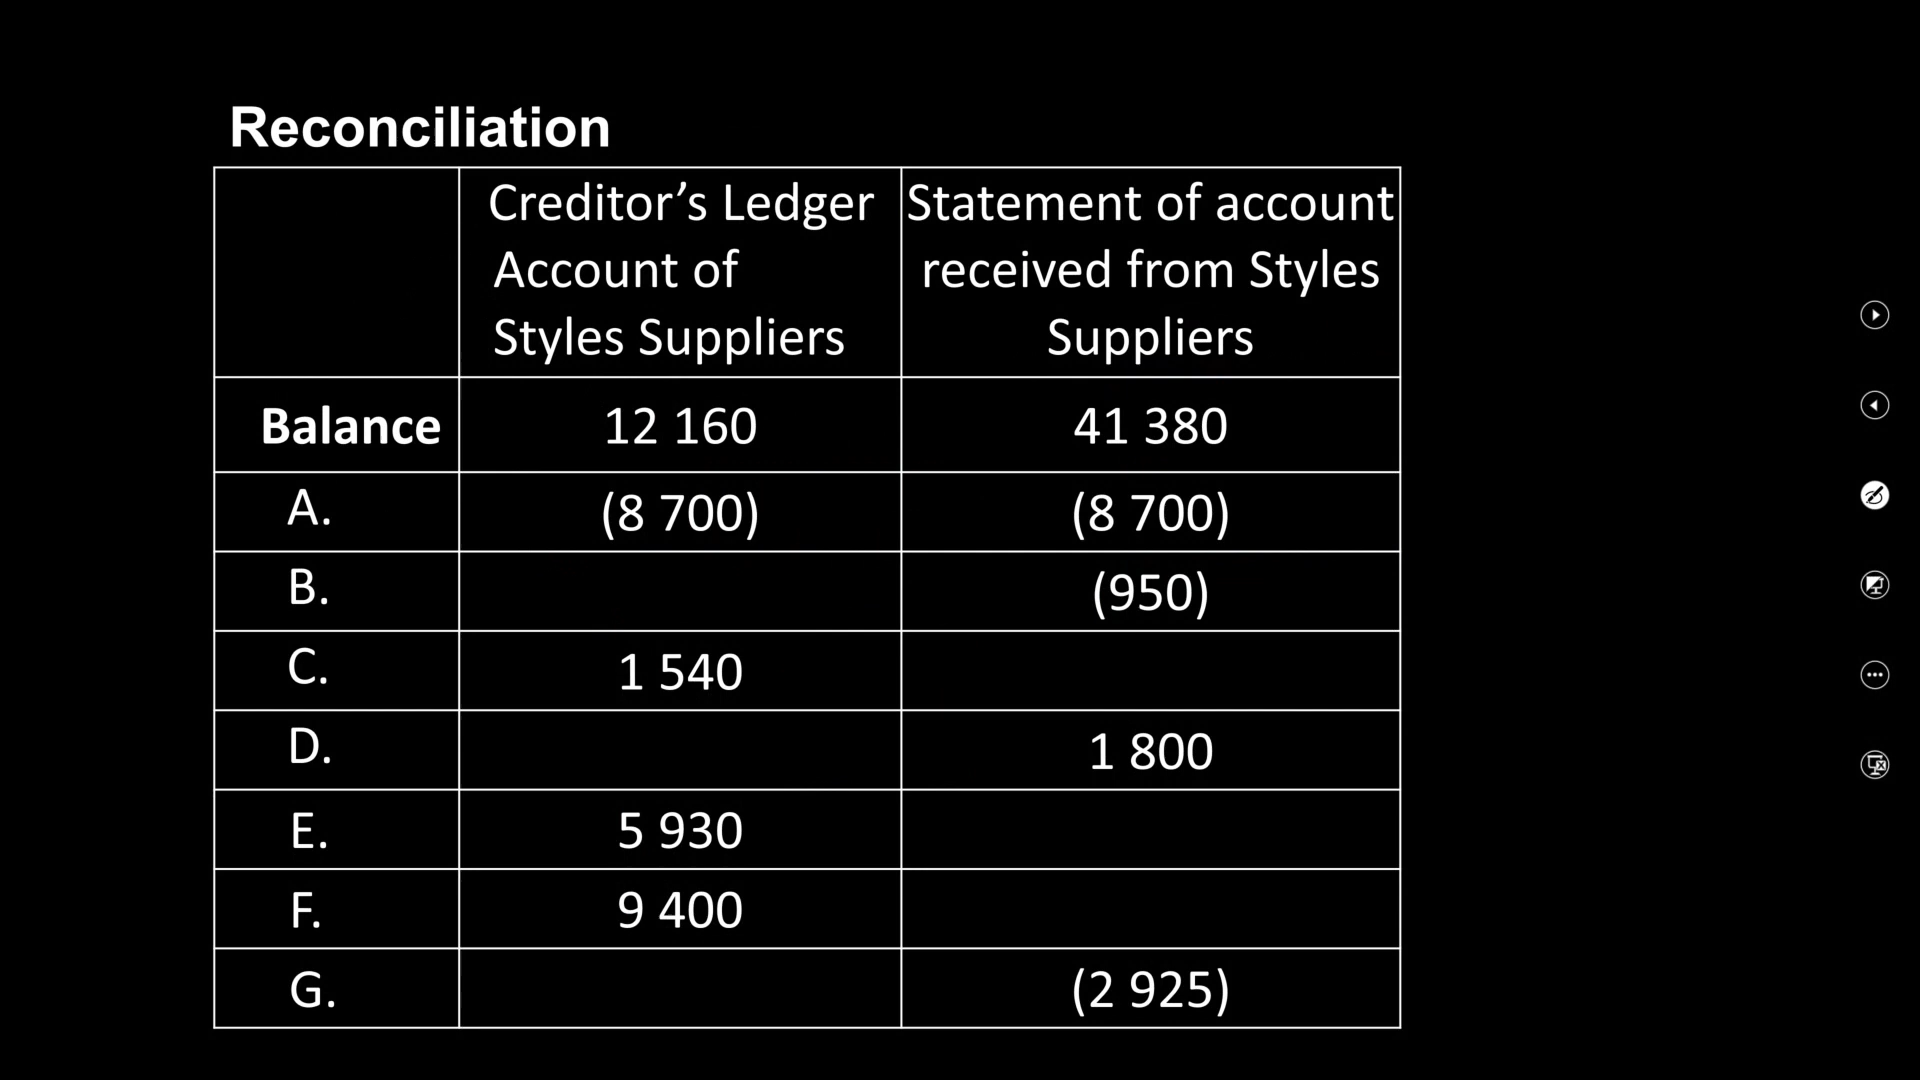 Reconciliation
Creditor’s Ledger Account of Styles Suppliers
Statement of account received from Styles Suppliers
Balance 12 160 41 380
A. (8 700) (8 700)
B. (950)
C. 1 540
D. 1 800
E. 5 930
F. 9 400
G. (2 925)